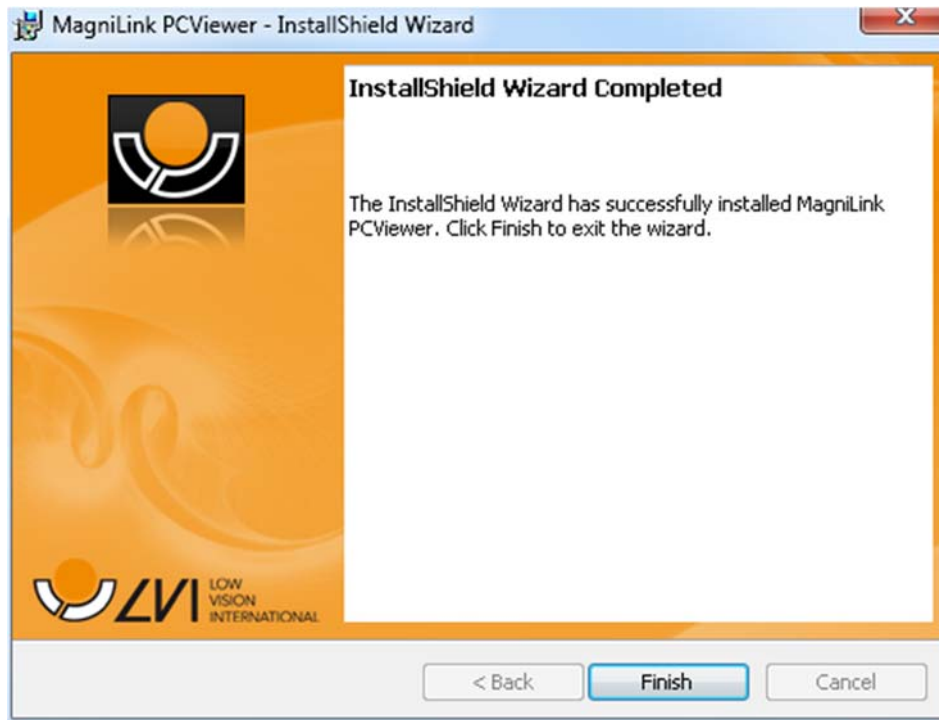 MagniLink PCViewer - InstallShield Wizard
InstallShield Wizard Completed
The InstallShield Wizard has successfully installed MagniLink
PCViewer. Click Finish to exit the wizard.
LVI
LOW
VISION
INTERNATIONAL
< Back
Finish
Cancel